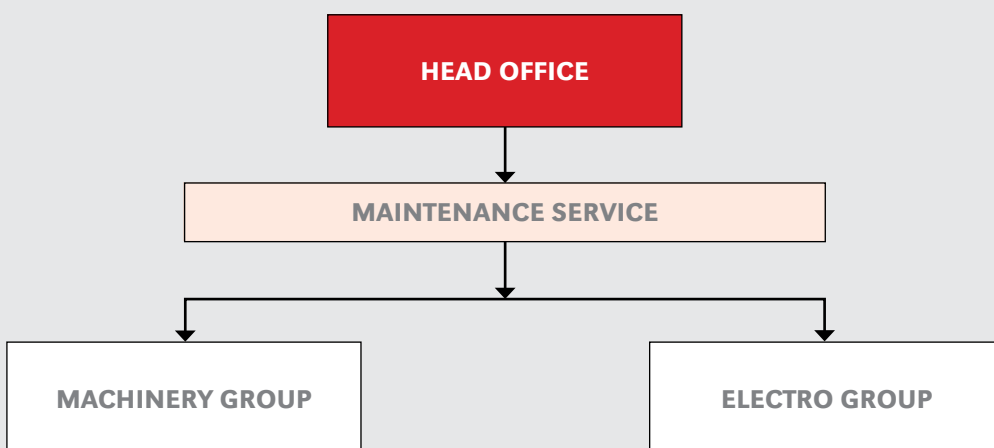 HEAD OFFICE
MAINTENANCE SERVICE
MACHINERY GROUP
ELECTRO GROUP